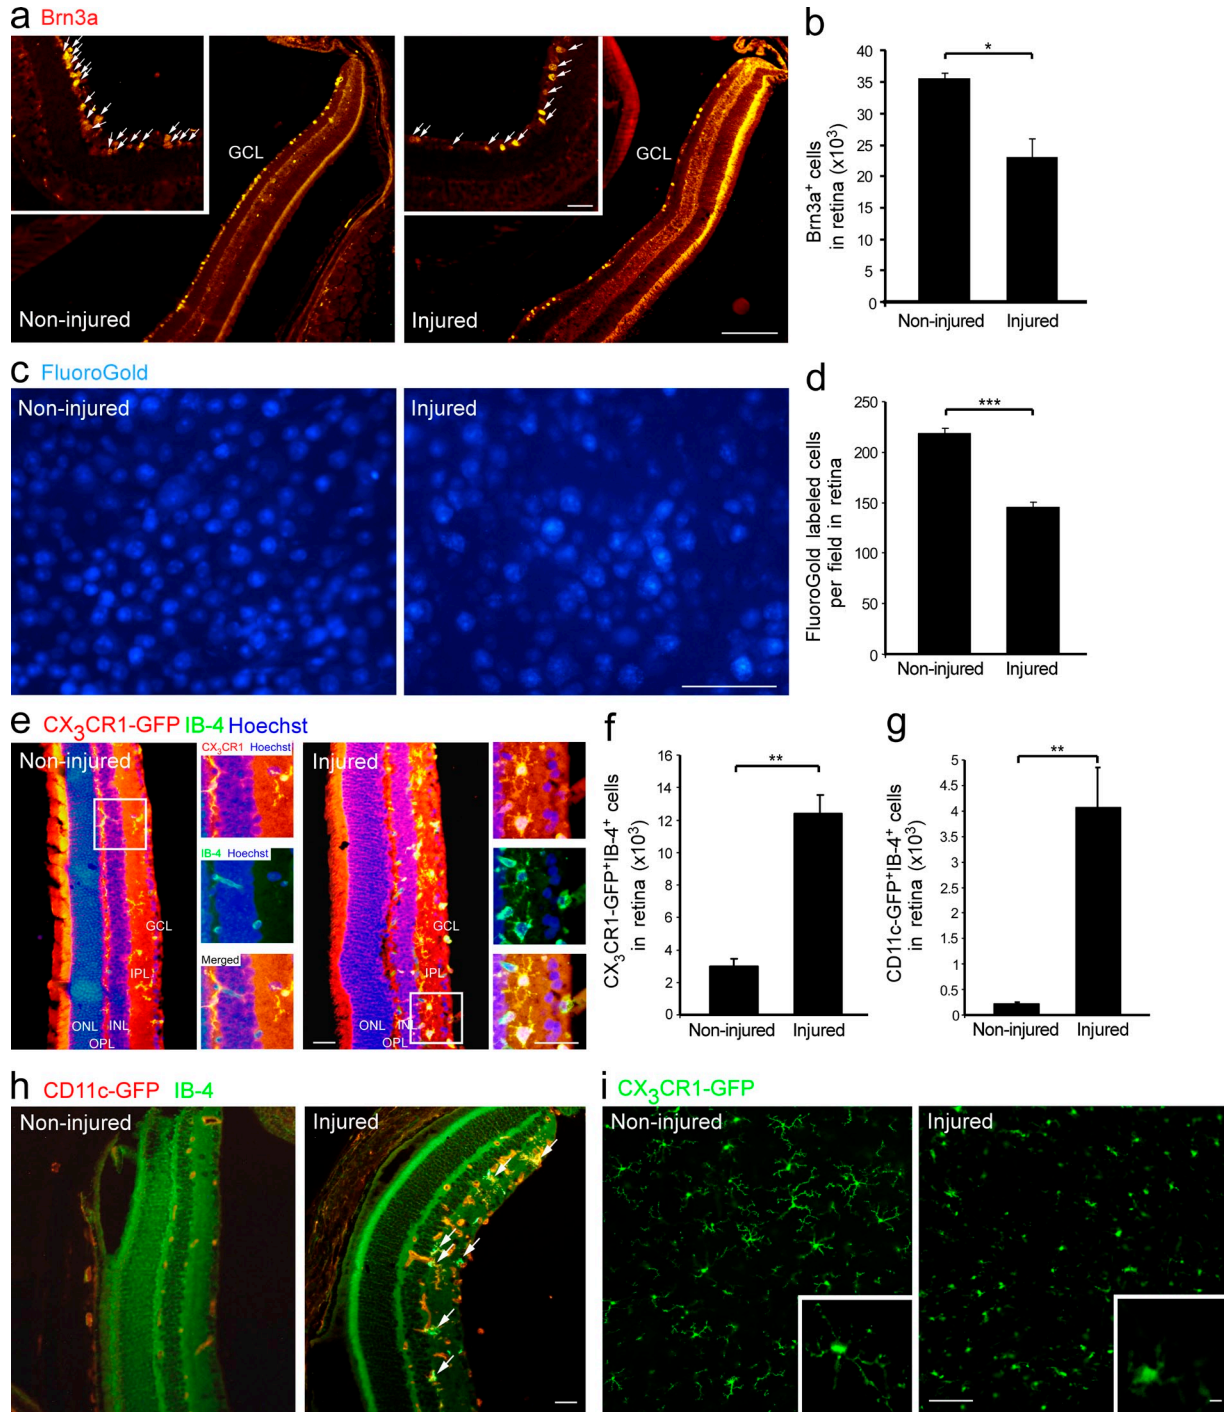 a Brn3a
GCL
Non-injured
GCL
Injured
b
Brn3a+ cells
in retina (x10³)
40
35
30
25
20
15
10
5
0
*
Non-injured Injured
c FluoroGold
Non-injured
Injured
d
FluoroGold labeled cells
per field in retina
250
200
150
100
50
0
***
Non-injured Injured
e CX₃CR1-GFP IB-4 Hoechst
Non-injured
GCL
IPL
ONL INL
OPL
CX₃CR1 Hoechst
IB-4 Hoechst
Merged
Injured
GCL
IPL
ONL INL
OPL
f
CX₃CR1-GFP+IB-4+ cells
in retina (x10³)
16
14
12
10
8
6
4
2
0
**
Non-injured Injured
g
CD11c-GFP+IB-4+ cells
in retina (x10³)
5
4.5
4
3.5
3
2.5
2
1.5
1
0.5
0
**
Non-injured Injured
h CD11c-GFP IB-4
Non-injured
Injured
i CX₃CR1-GFP
Non-injured
Injured